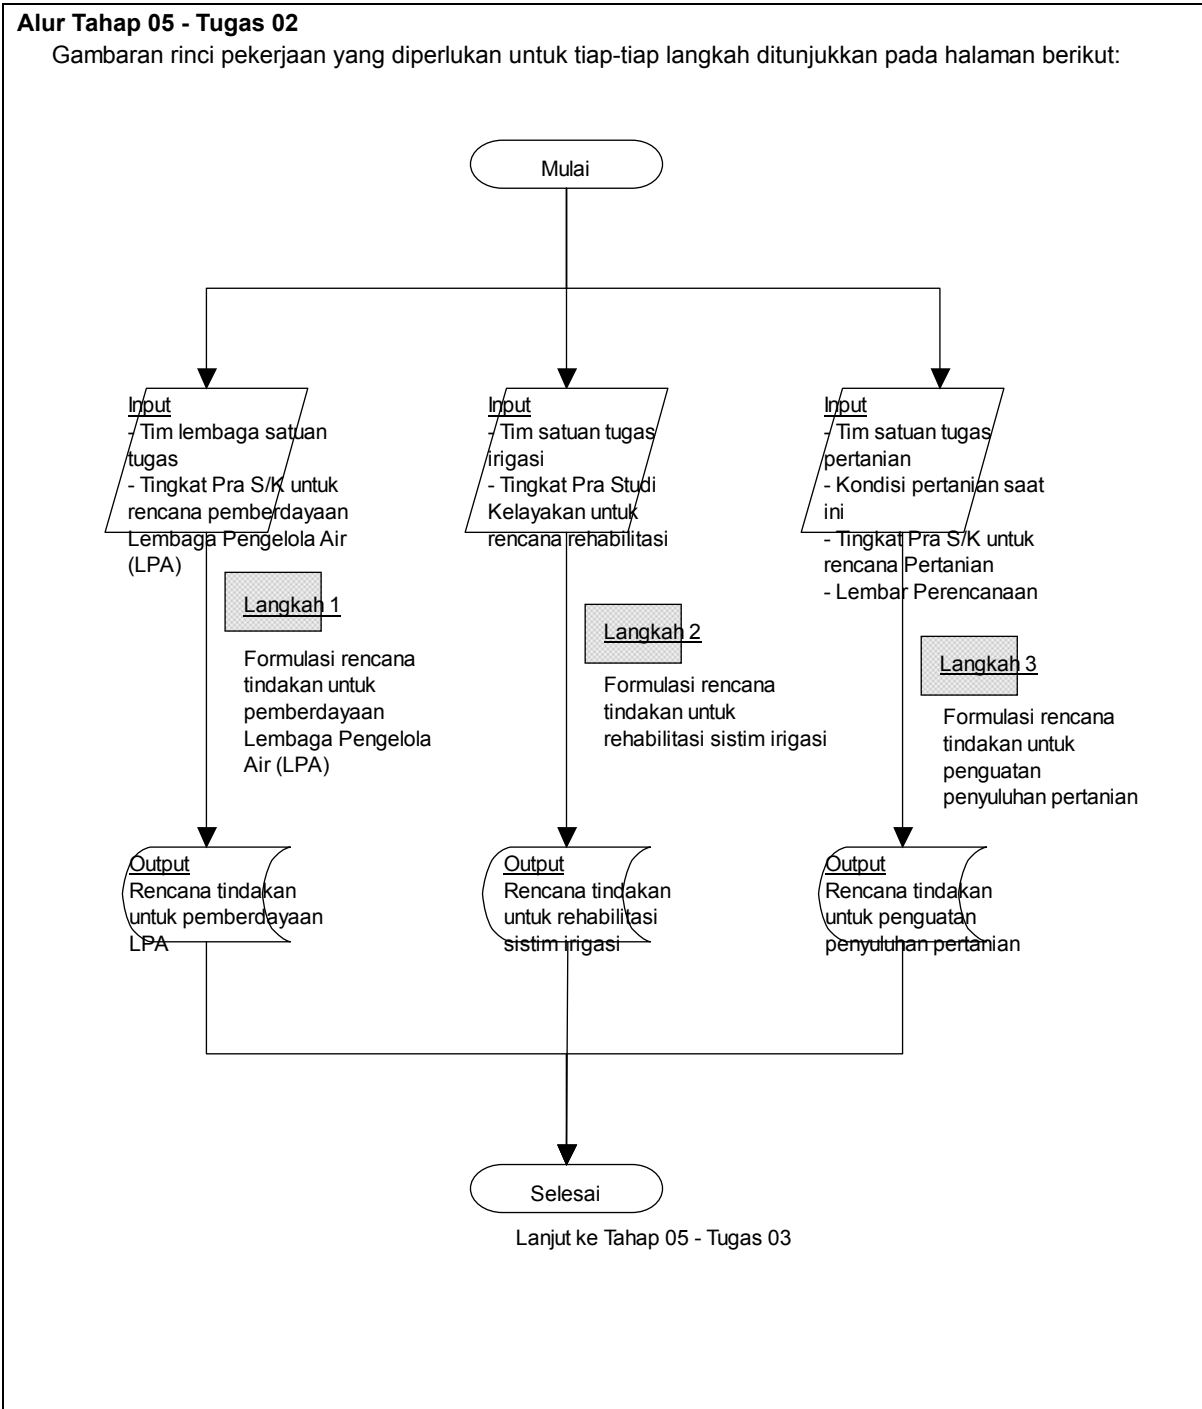 Alur Tahap 05 - Tugas 02
Gambaran rinci pekerjaan yang diperlukan untuk tiap-tiap langkah ditunjukkan pada halaman berikut:
Mulai
Input
- Tim lembaga satuan
tugas
- Tingkat Pra S/K untuk
rencana pemberdayaan
Lembaga Pengelola Air
(LPA)
Langkah 1
Formulasi rencana
tindakan untuk
pemberdayaan
Lembaga Pengelola
Air (LPA)
Output
Rencana tindakan
untuk pemberdayaan
LPA
Input
- Tim satuan tugas
irigasi
- Tingkat Pra Studi
Kelayakan untuk
rencana rehabilitasi
Langkah 2
Formulasi rencana
tindakan untuk
rehabilitasi sistim irigasi
Output
Rencana tindakan
untuk rehabilitasi
sistim irigasi
Input
- Tim satuan tugas
pertanian
- Kondisi pertanian saat
ini
- Tingkat Pra S/K untuk
rencana Pertanian
- Lembar Perencanaan
Langkah 3
Formulasi rencana
tindakan untuk
penguatan
penyuluhan pertanian
Output
Rencana tindakan
untuk penguatan
penyuluhan pertanian
Selesai
Lanjut ke Tahap 05 - Tugas 03